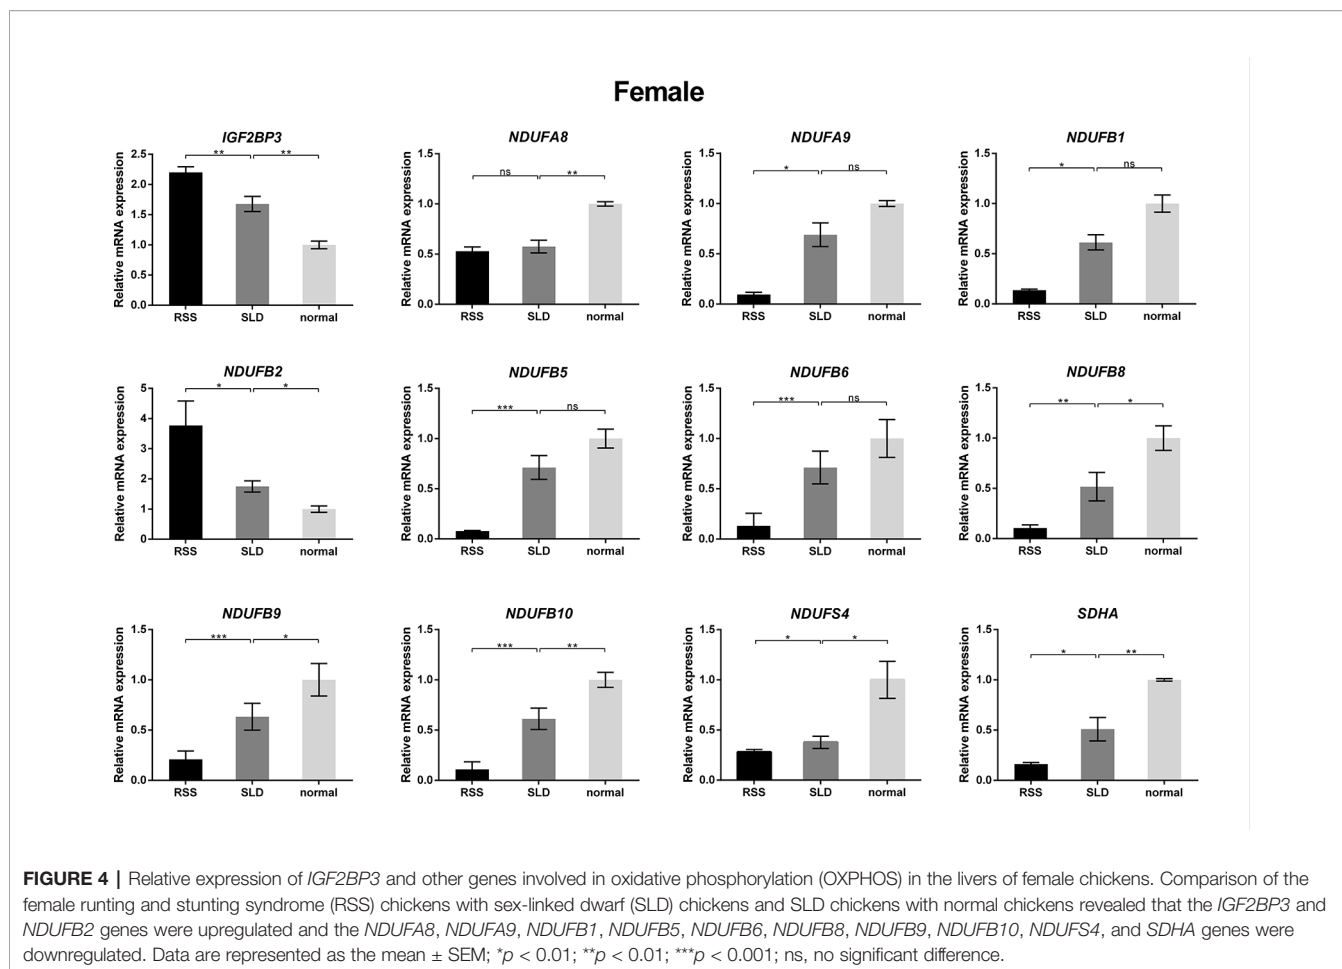 Female
IGF2BP3
Relative mRNA expression
2.5
2.0
1.5
1.0
0.5
0.0
** **
RSS SLD normal
NDUFA8
Relative mRNA expression
1.5
1.0
0.5
0.0
ns **
RSS SLD normal
NDUFA9
Relative mRNA expression
1.5
1.0
0.5
0.0
* ns
RSS SLD normal
NDUFB1
Relative mRNA expression
1.5
1.0
0.5
0.0
* ns
RSS SLD normal
NDUFB2
Relative mRNA expression
5
4
3
2
1
0
* *
RSS SLD normal
NDUFB5
Relative mRNA expression
1.5
1.0
0.5
0.0
*** ns
RSS SLD normal
NDUFB6
Relative mRNA expression
1.5
1.0
0.5
0.0
*** ns
RSS SLD normal
NDUFB8
Relative mRNA expression
1.5
1.0
0.5
0.0
** *
RSS SLD normal
NDUFB9
Relative mRNA expression
1.5
1.0
0.5
0.0
*** *
RSS SLD normal
NDUFB10
Relative mRNA expression
1.5
1.0
0.5
0.0
*** **
RSS SLD normal
NDUFS4
Relative mRNA expression
1.5
1.0
0.5
0.0
* *
RSS SLD normal
SDHA
Relative mRNA expression
1.5
1.0
0.5
0.0
* **
RSS SLD normal
FIGURE 4 | Relative expression of IGF2BP3 and other genes involved in oxidative phosphorylation (OXPHOS) in the livers of female chickens. Comparison of the
female runting and stunting syndrome (RSS) chickens with sex-linked dwarf (SLD) chickens and SLD chickens with normal chickens revealed that the IGF2BP3 and
NDUFB2 genes were upregulated and the NDUFA8, NDUFA9, NDUFB1, NDUFB5, NDUFB6, NDUFB8, NDUFB9, NDUFB10, NDUFS4, and SDHA genes were
downregulated. Data are represented as the mean ± SEM; *p < 0.01; **p < 0.01; ***p < 0.001; ns, no significant difference.